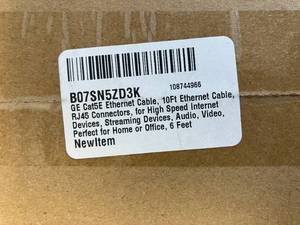 B07SN5ZD3K
108744966
GE Cat5E Ethernet Cable, 10Ft Ethernet Cable,
RJ45 Connectors, for High Speed Internet
Devices, Streaming Devices, Audio, Video,
Perfect for Home or Office, 6 Feet
NewItem